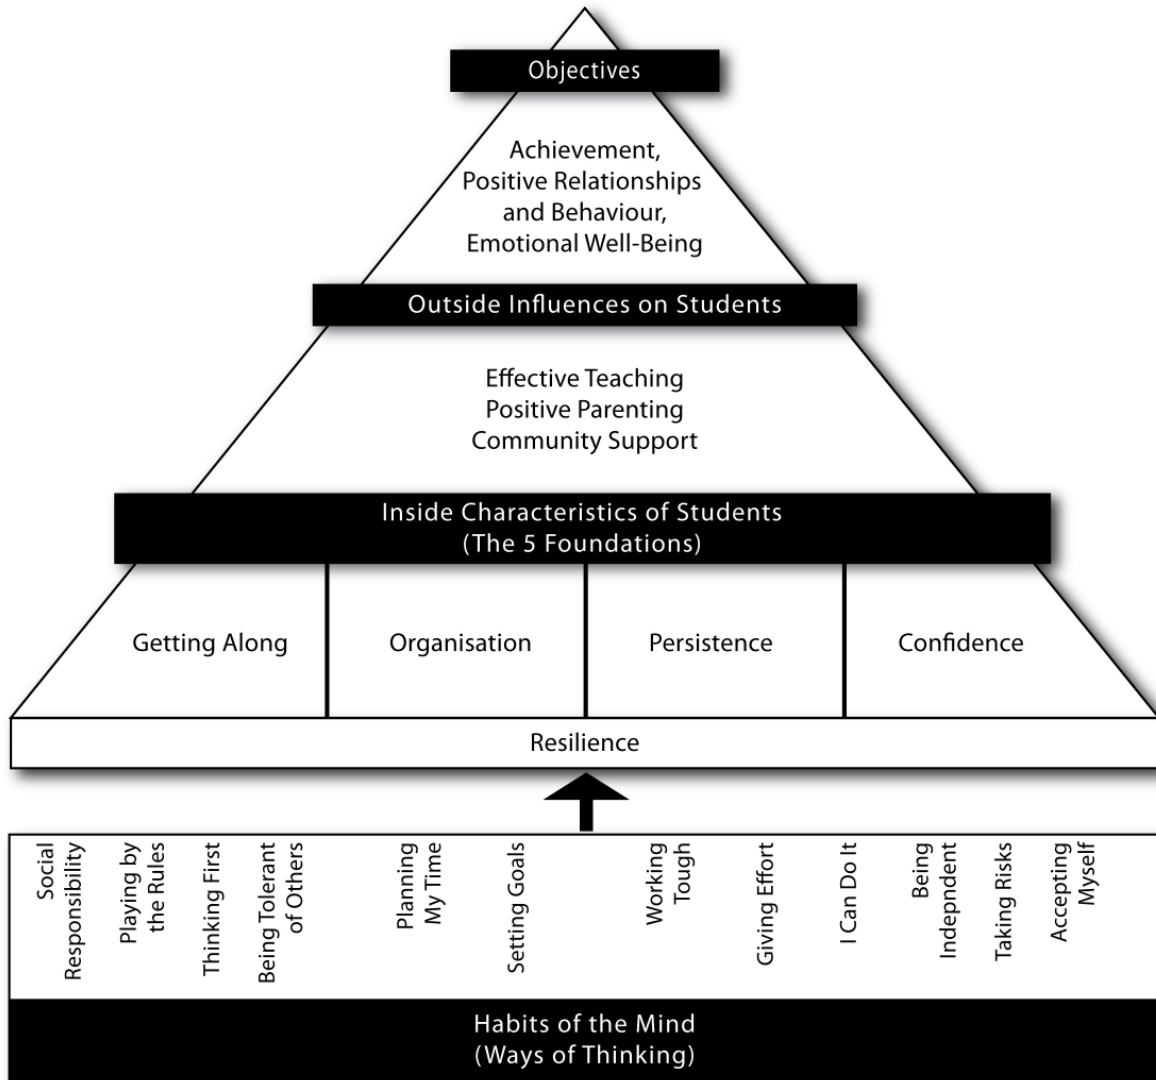 Objectives
Achievement,
Positive Relationships
and Behaviour,
Emotional Well-Being
Outside Influences on Students
Effective Teaching
Positive Parenting
Community Support
Inside Characteristics of Students
(The 5 Foundations)
Getting Along
Organisation
Persistence
Confidence
Resilience
Social
Responsibility
Playing by
the Rules
Thinking First
Being Tolerant
of Others
Planning
My Time
Setting Goals
Working
Tough
Giving Effort
I Can Do It
Being
Indepndent
Taking Risks
Accepting
Myself
Habits of the Mind
(Ways of Thinking)